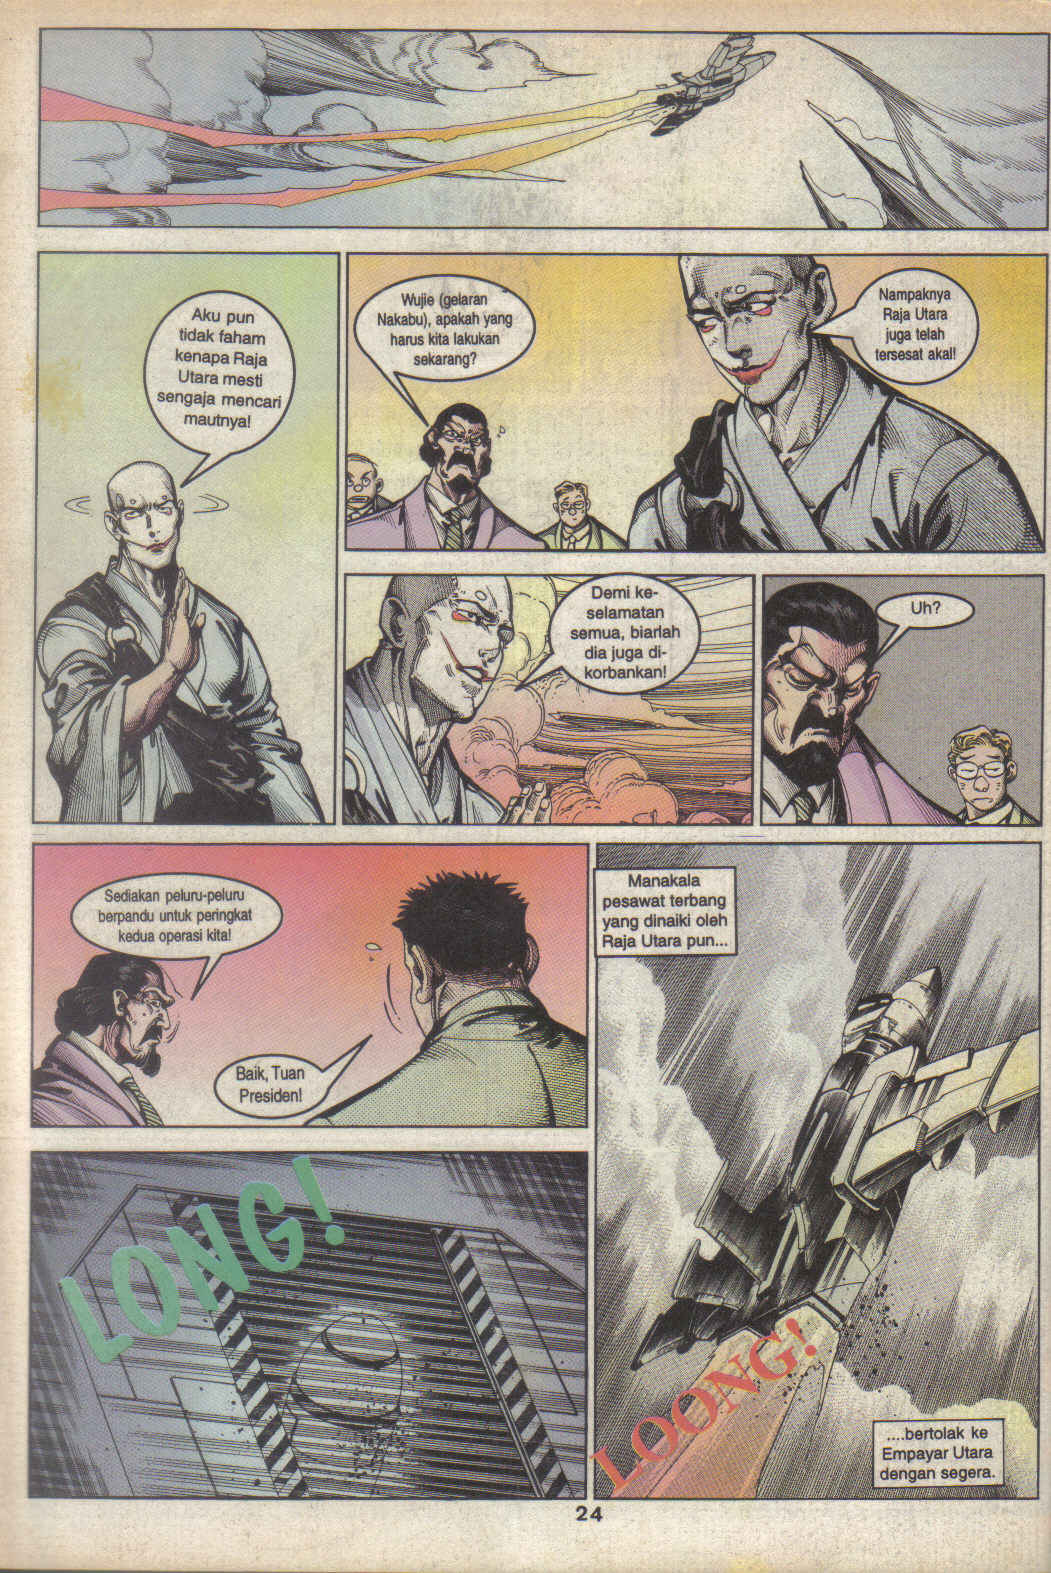 Aku pun
tidak faham
kenapa Raja
Utara mesti
sengaja mencari
mautnya!
Wujie (gelaran
Nakabu), apakah yang
harus kita lakukan
sekarang?
Nampaknya
Raja Utara
juga telah
tersesat akal!
Demi ke-
selamatan
semua, biarlah
dia juga di-
korbankan!
Uh?
Sediakan peluru-peluru
berpandu untuk peringkat
kedua operasi kita!
Baik, Tuan
Presiden!
Manakala
pesawat terbang
yang dinaiki oleh
Raja Utara pun...
LONG!
LOONG!
....bertolak ke
Empayar Utara
dengan segera.
24